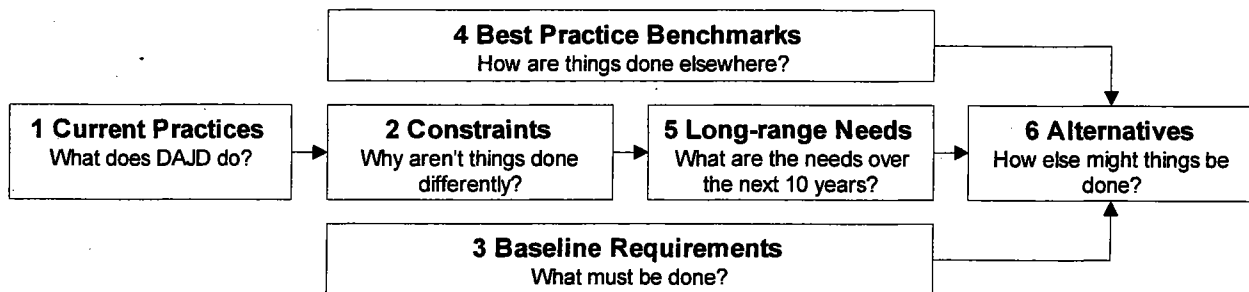 4 Best Practice Benchmarks
How are things done elsewhere?
1 Current Practices
What does DAJD do?
2 Constraints
Why aren't things done
differently?
5 Long-range Needs
What are the needs over
the next 10 years?
6 Alternatives
How else might things be
done?
3 Baseline Requirements
What must be done?